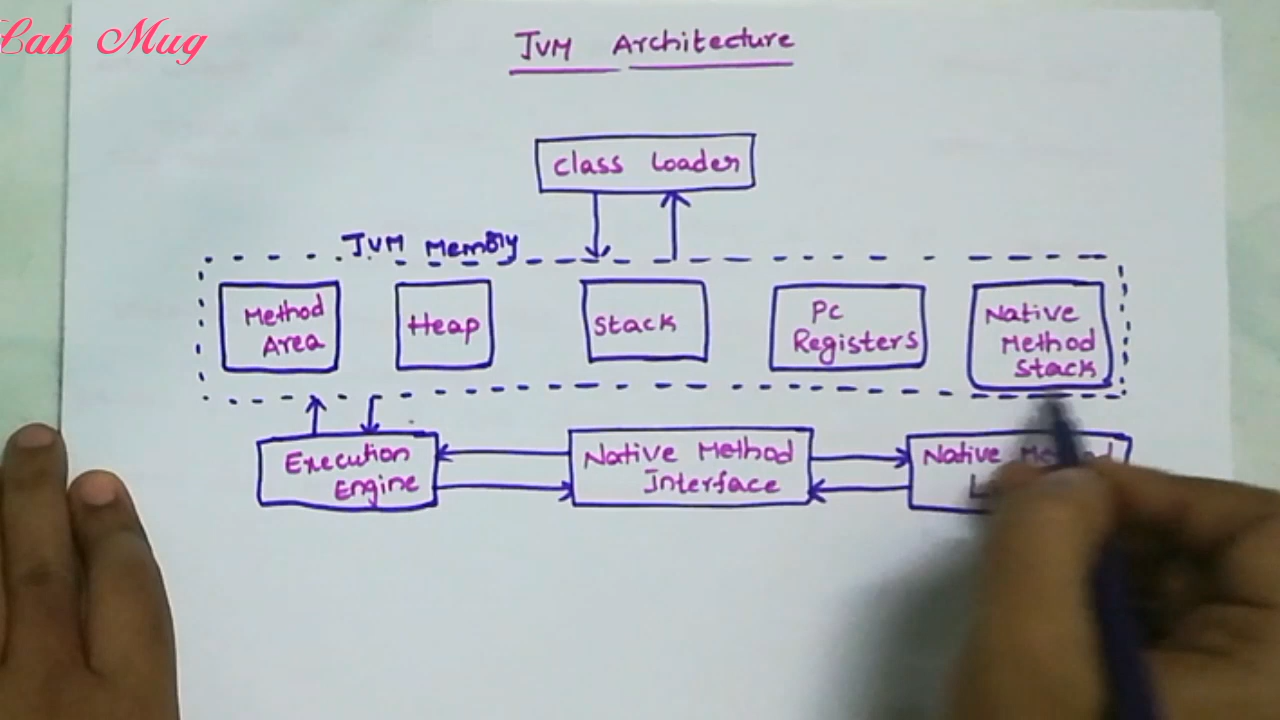 Lab Mug
JVM Architecture
Class Loader
JVM Memory
Method
Area
Heap
Stack
PC
Registers
Native
Method
Stack
Execution
Engine
Native Method
Interface
Native